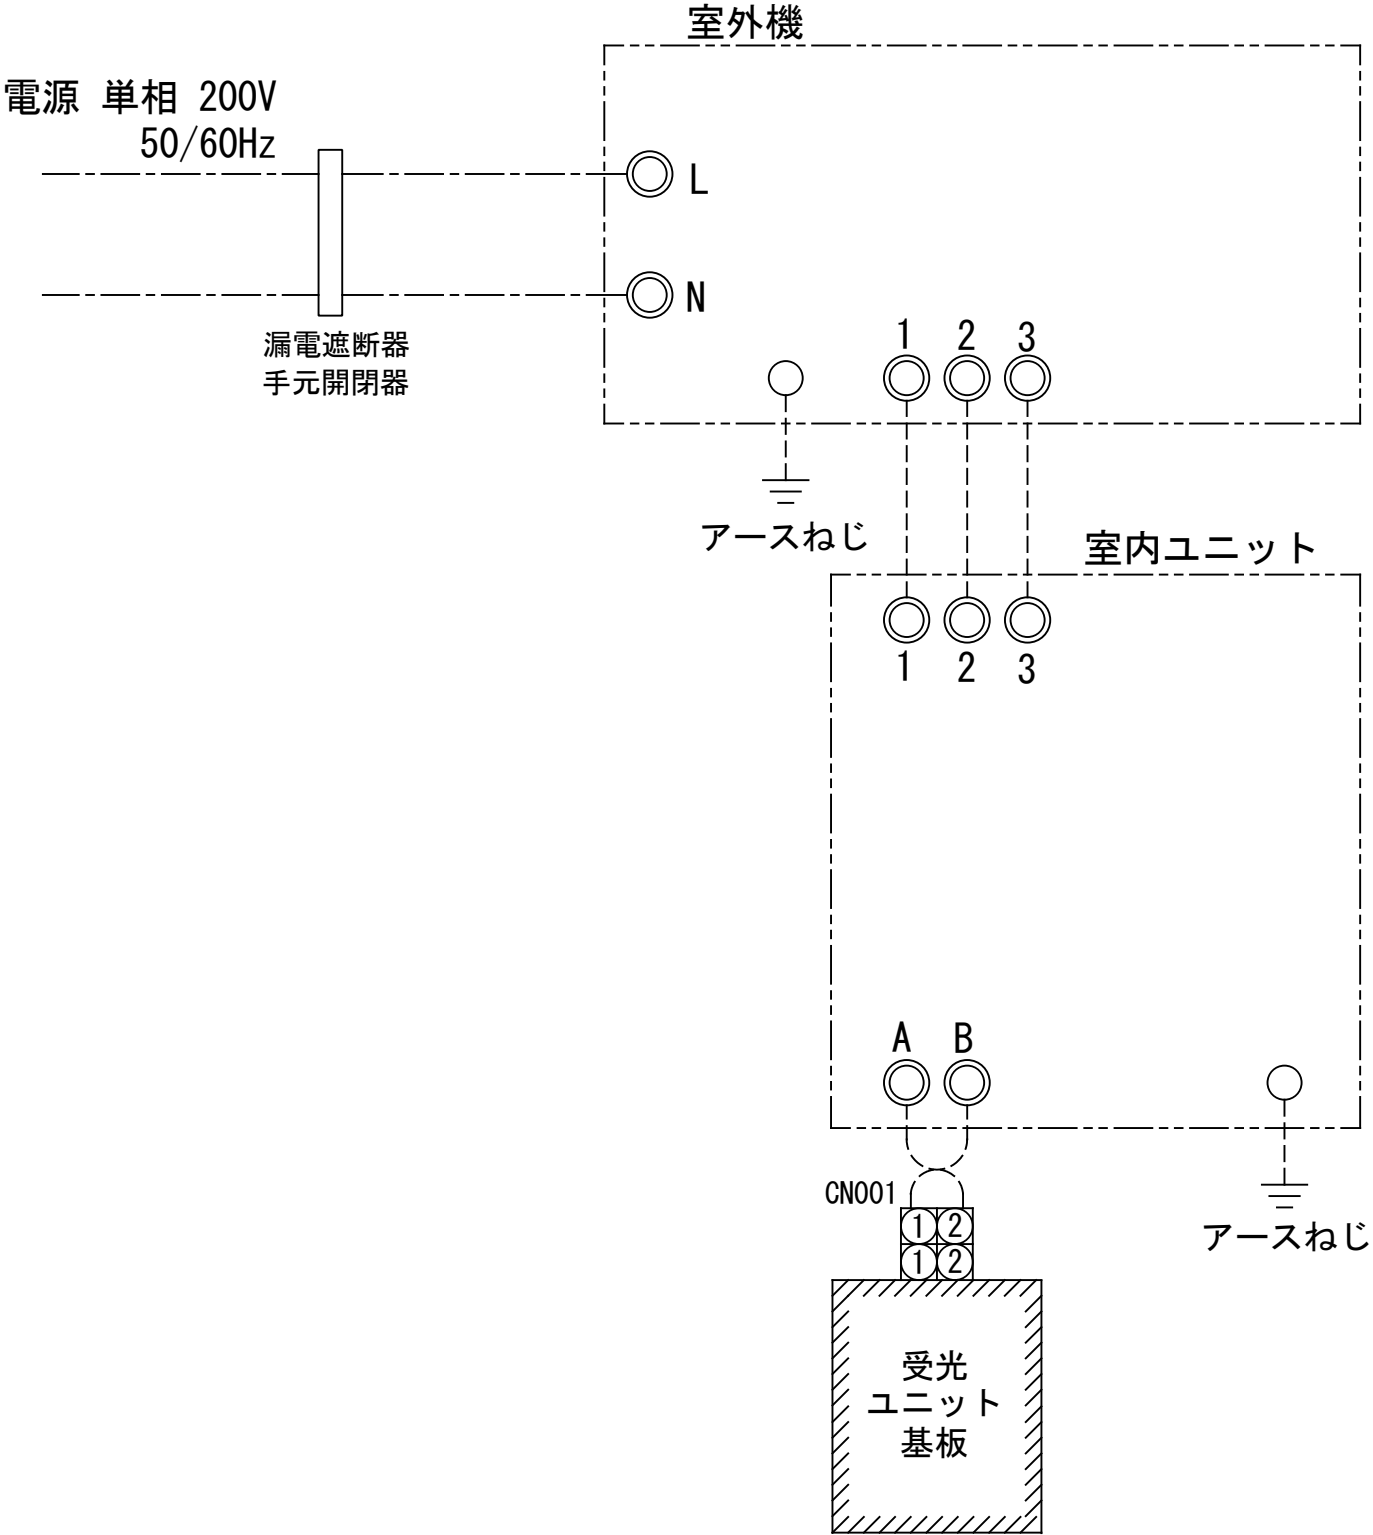 室外機
電源 単相 200V
50/60Hz
L
N
漏電遮断器
手元開閉器
1 2 3
アースねじ
室内ユニット
1 2 3
A B
CN001
1 2
1 2
アースねじ
受光
ユニット
基板